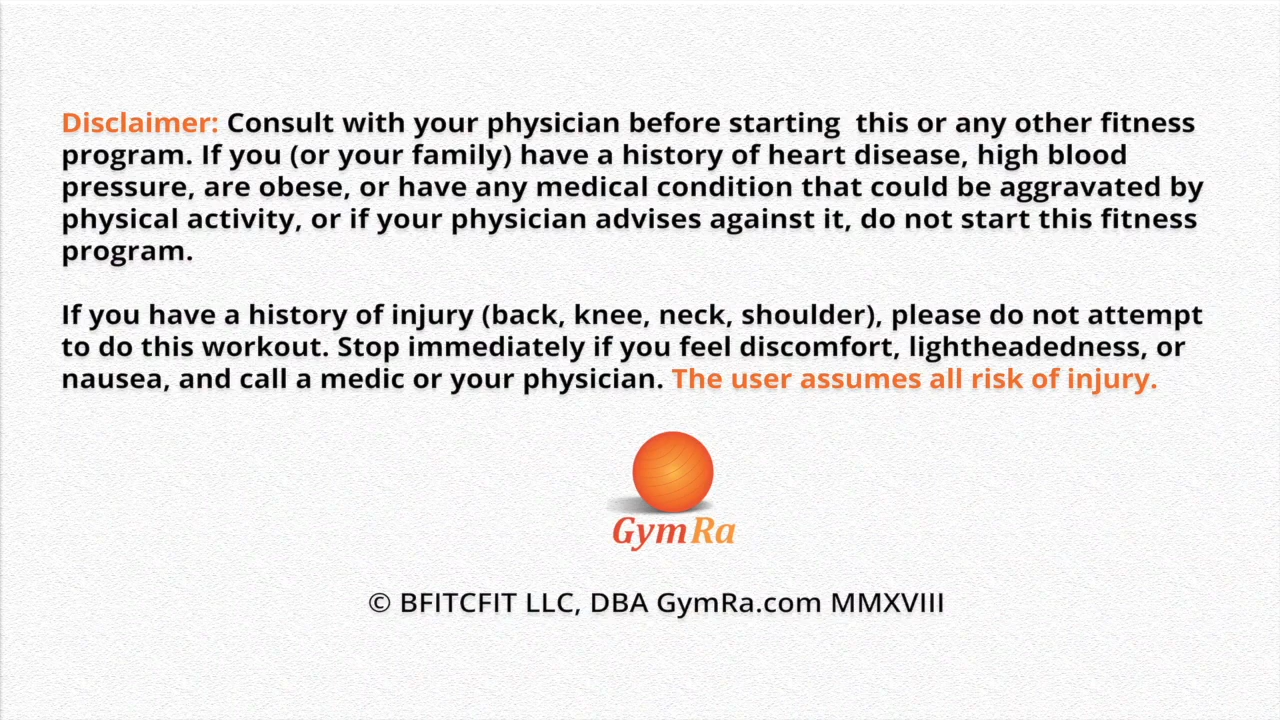 Disclaimer: Consult with your physician before starting  this or any other fitness
program. If you (or your family) have a history of heart disease, high blood
pressure, are obese, or have any medical condition that could be aggravated by
physical activity, or if your physician advises against it, do not start this fitness
program.
If you have a history of injury (back, knee, neck, shoulder), please do not attempt
to do this workout. Stop immediately if you feel discomfort, lightheadedness, or
nausea, and call a medic or your physician. The user assumes all risk of injury.
GymRa
© BFITCFIT LLC, DBA GymRa.com MMXVIII